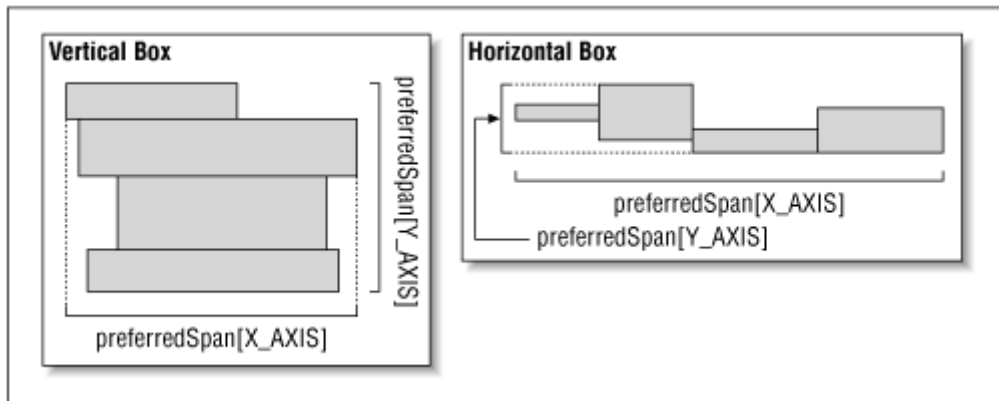 Vertical Box
preferredSpan[Y_AXIS]
preferredSpan[X_AXIS]
Horizontal Box
preferredSpan[X_AXIS]
preferredSpan[Y_AXIS]